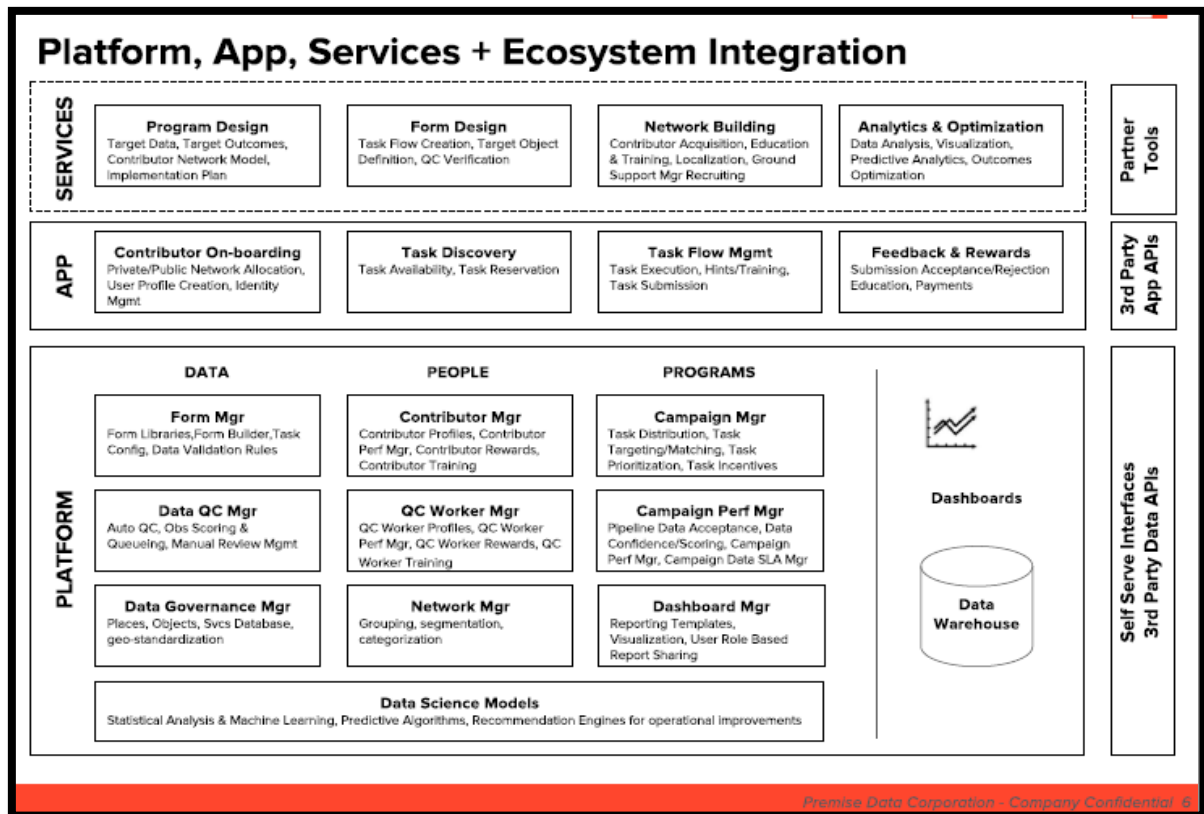 Platform, App, Services + Ecosystem Integration
SERVICES
Program Design
Target Data, Target Outcomes,
Contributor Network Model,
Implementation Plan
Form Design
Task Flow Creation, Target Object
Definition, QC Verification
Network Building
Contributor Acquisition, Education
& Training, Localization, Ground
Support Mgr Recruiting
Analytics & Optimization
Data Analysis, Visualization,
Predictive Analytics, Outcomes
Optimization
Partner
Tools
APP
Contributor On-boarding
Private/Public Network Allocation,
User Profile Creation, Identity
Mgmt
Task Discovery
Task Availability, Task Reservation
Task Flow Mgmt
Task Execution, Hints/Training,
Task Submission
Feedback & Rewards
Submission Acceptance/Rejection
Education, Payments
3rd Party
App APIs
PLATFORM
DATA
PEOPLE
PROGRAMS
Form Mgr
Form Libraries,Form Builder,Task
Config, Data Validation Rules
Contributor Mgr
Contributor Profiles, Contributor
Perf Mgr, Contributor Rewards,
Contributor Training
Campaign Mgr
Task Distribution, Task
Targeting/Matching, Task
Prioritization, Task Incentives
Data QC Mgr
Auto QC, Obs Scoring &
Queueing, Manual Review Mgmt
QC Worker Mgr
QC Worker Profiles, QC Worker
Perf Mgr, QC Worker Rewards, QC
Worker Training
Campaign Perf Mgr
Pipeline Data Acceptance, Data
Confidence/Scoring, Campaign
Perf Mgr, Campaign Data SLA Mgr
Data Governance Mgr
Places, Objects, Svcs Database,
geo-standardization
Network Mgr
Grouping, segmentation,
categorization
Dashboard Mgr
Reporting Templates,
Visualization, User Role Based
Report Sharing
Data Science Models
Statistical Analysis & Machine Learning, Predictive Algorithms, Recommendation Engines for operational improvements
Dashboards
Data
Warehouse
Self Serve Interfaces
3rd Party Data APIs
Premise Data Corporation - Company Confidential 6